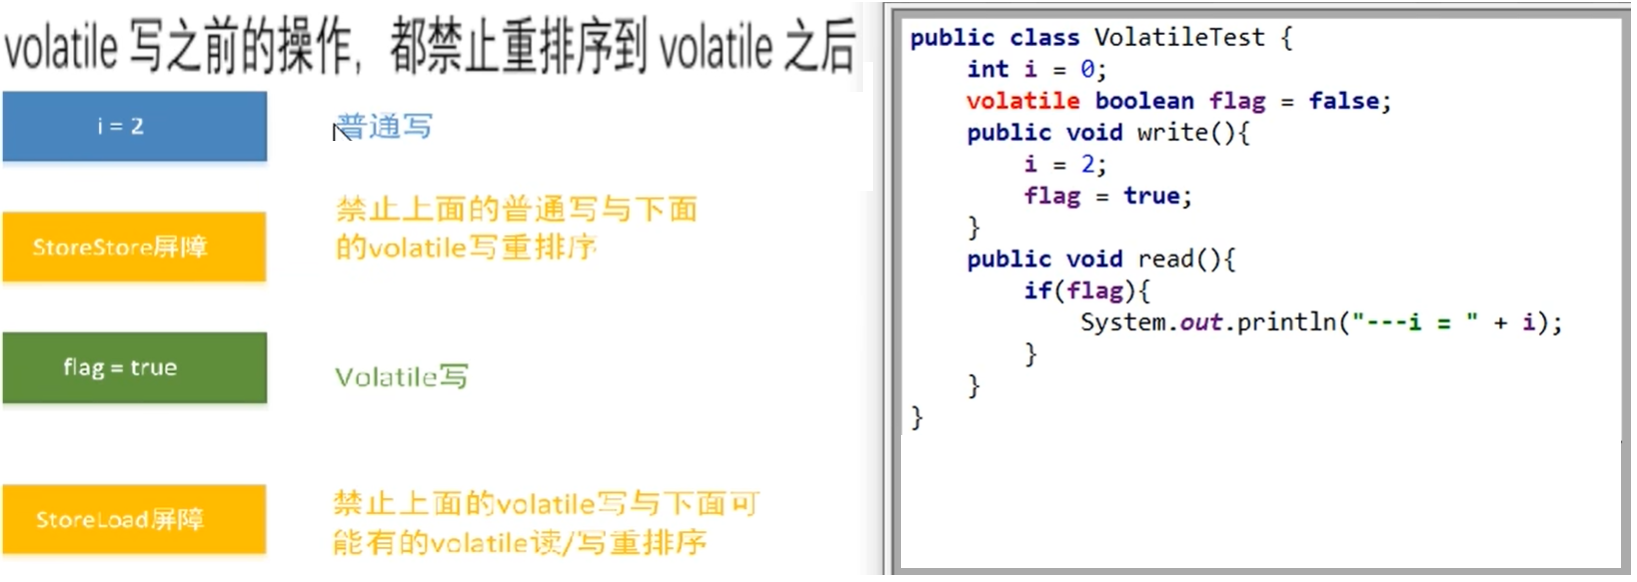 volatile 写之前的操作，都禁止重排序到 volatile 之后
i = 2
普通写
StoreStore屏障
禁止上面的普通写与下面
的volatile写重排序
flag = true
Volatile写
StoreLoad屏障
禁止上面的volatile写与下面可
能有的volatile读/写重排序
public class VolatileTest {
    int i = 0;
    volatile boolean flag = false;
    public void write(){
        i = 2;
        flag = true;
    }
    public void read(){
        if(flag){
            System.out.println("---i = " + i);
        }
    }
}